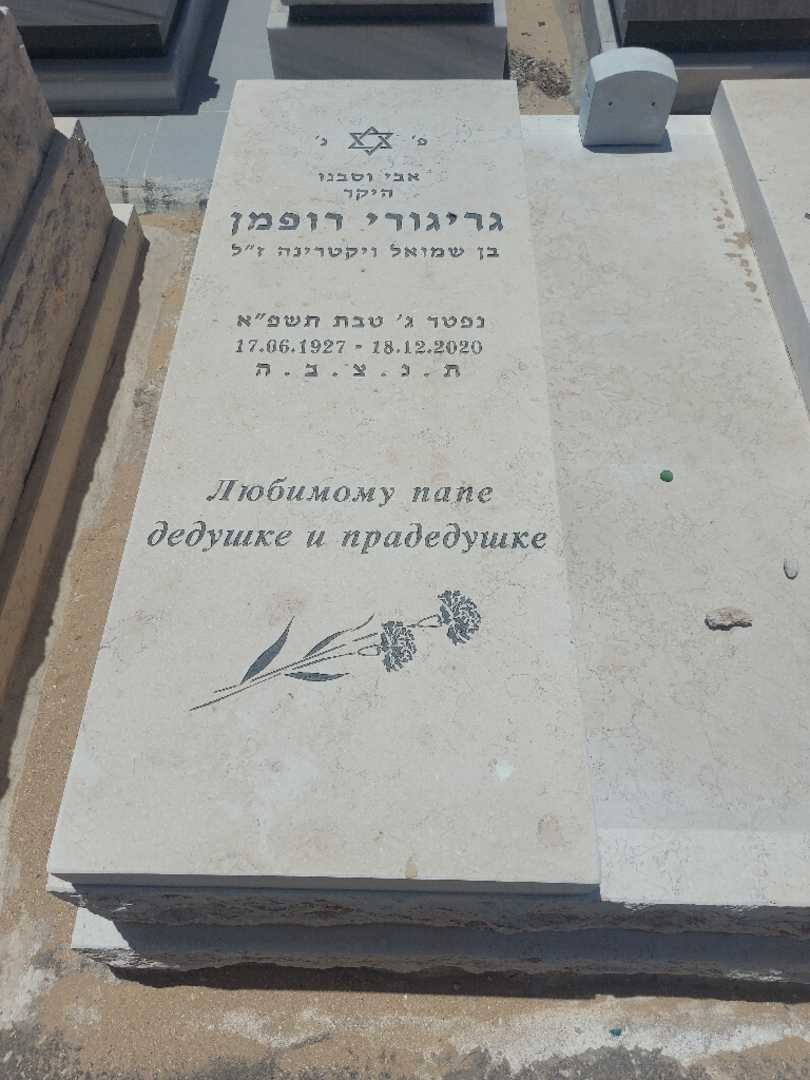 פ' נ'
אבי וסבנו
היקר
גריגורי רופמן
בן שמואל ויקטרינה ז"ל
נפטר ג' טבת תשפ"א
17.06.1927 - 18.12.2020
ת . נ . צ . ב . ה
Любимому папе
дедушке и прадедушке